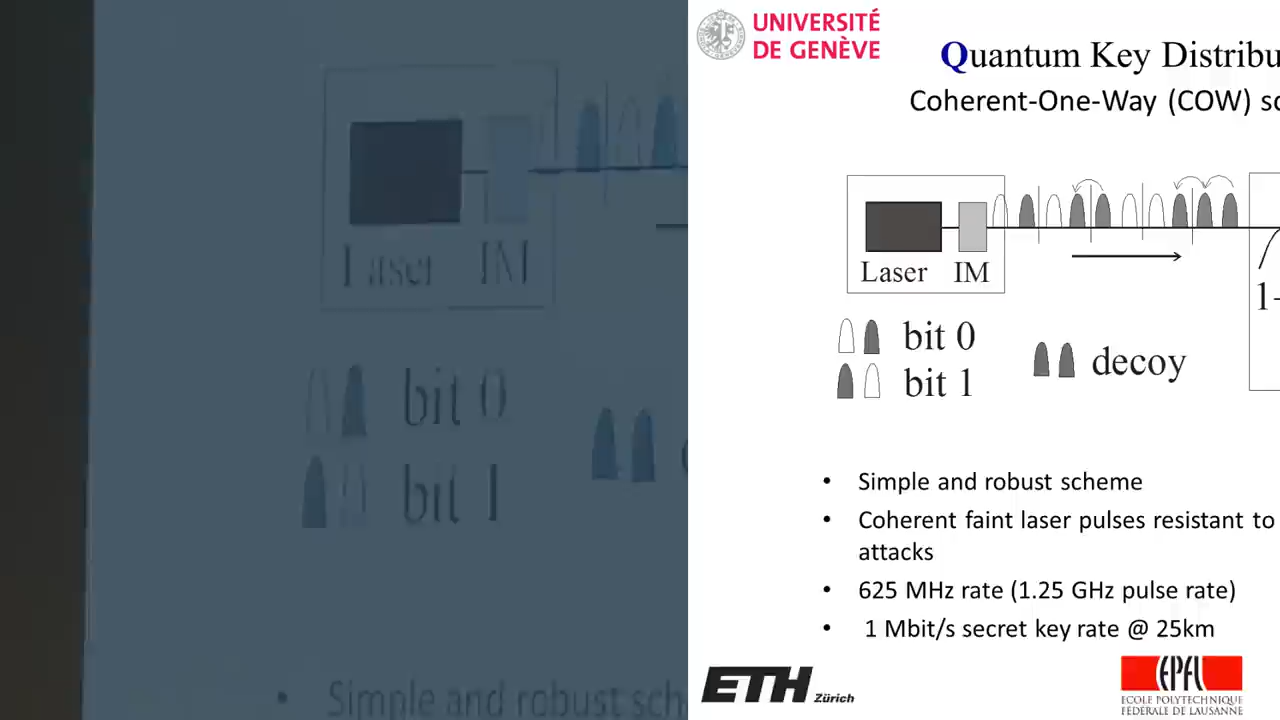 Laser IM
bit 0
bit 1
Simple and robust sch
UNIVERSITÉ
DE GENÈVE
Quantum Key Distribu
Coherent-One-Way (COW) sc
Laser IM
1-
bit 0
bit 1
decoy
• Simple and robust scheme
• Coherent faint laser pulses resistant to
attacks
• 625 MHz rate (1.25 GHz pulse rate)
• 1 Mbit/s secret key rate @ 25km
ETH Zürich
EPFL
ECOLE POLYTECHNIQUE
FÉDÉRALE DE LAUSANNE